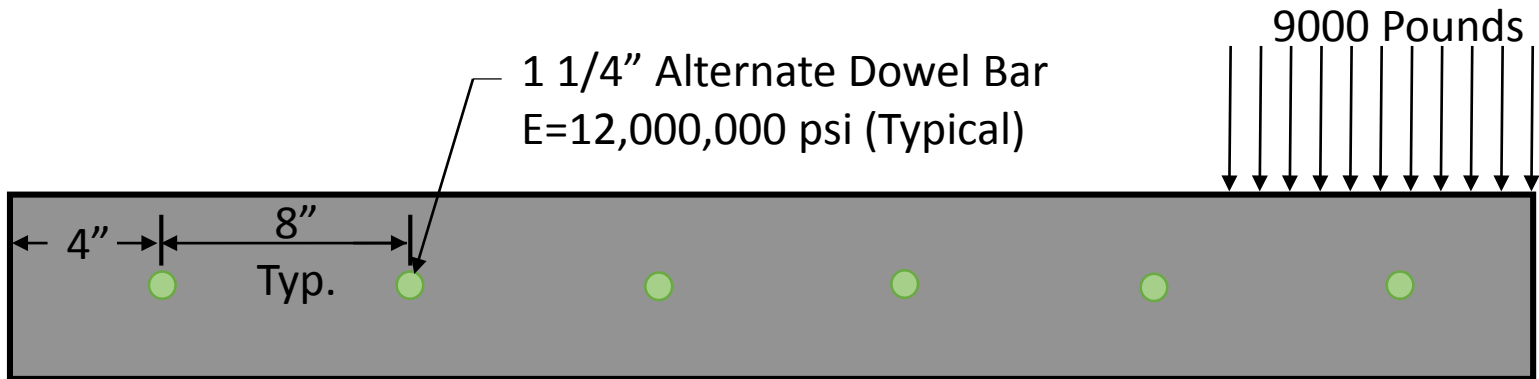 9000 Pounds
1 1/4” Alternate Dowel Bar
E=12,000,000 psi (Typical)
4”
8”
Typ.